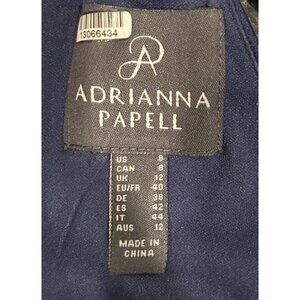 13066434
ADRIANNA
PAPELL
US 8
CAN 8
UK 12
EU/FR 40
DE 38
ES 42
IT 44
AUS 12
MADE IN
CHINA